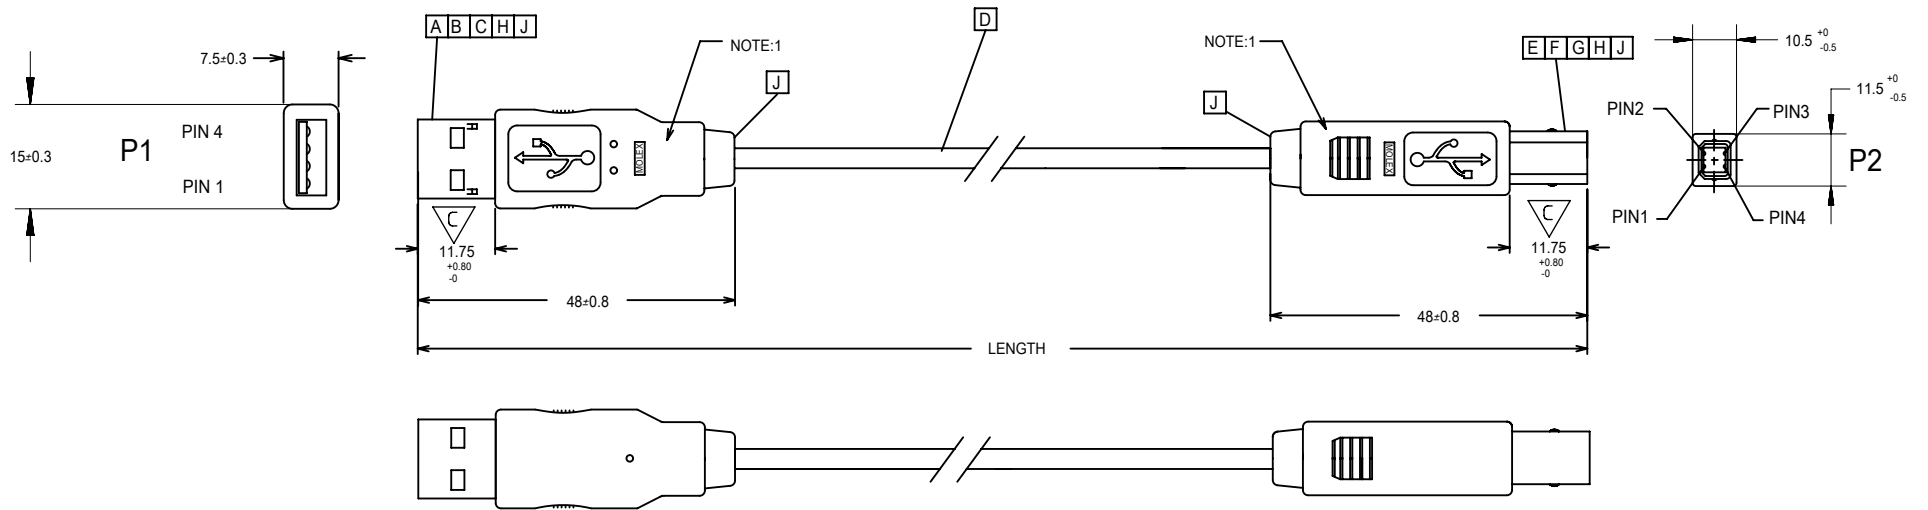 A B C H J
NOTE:1
J
D
NOTE:1
J
E F G H J
7.5±0.3
15±0.3
P1
PIN 4
PIN 1
MOLEX
MOLEX
10.5 +0 -0.5
11.5 +0 -0.5
PIN2
PIN3
P2
PIN1
PIN4
C
11.75
+0.80
-0
C
11.75
+0.80
-0
48±0.8
48±0.8
LENGTH